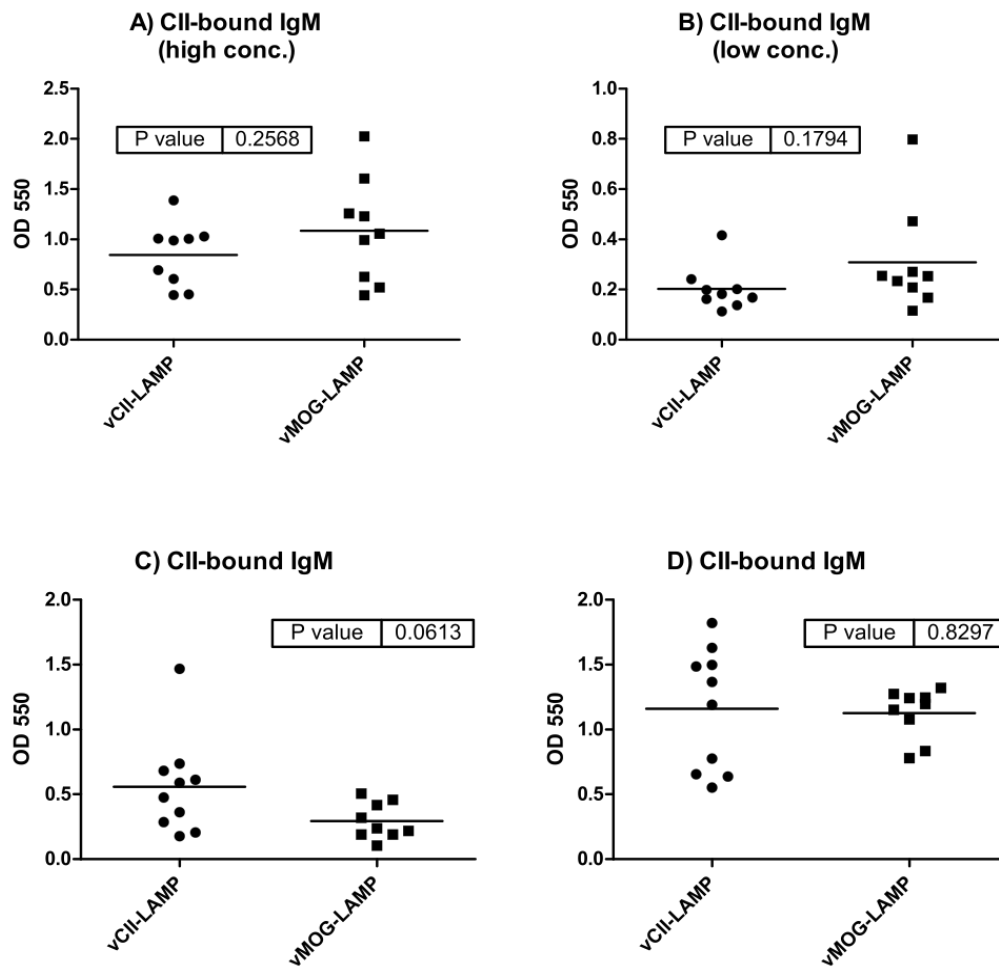 A) CII-bound IgM
(high conc.)
2.5
2.0
1.5
1.0
0.5
0.0
OD 550
P value 0.2568
vCII-LAMP
vMOG-LAMP
B) CII-bound IgM
(low conc.)
1.0
0.8
0.6
0.4
0.2
0.0
OD 550
P value 0.1794
vCII-LAMP
vMOG-LAMP
C) CII-bound IgM
2.0
1.5
1.0
0.5
0.0
OD 550
P value 0.0613
vCII-LAMP
vMOG-LAMP
D) CII-bound IgM
2.0
1.5
1.0
0.5
0.0
OD 550
P value 0.8297
vCII-LAMP
vMOG-LAMP